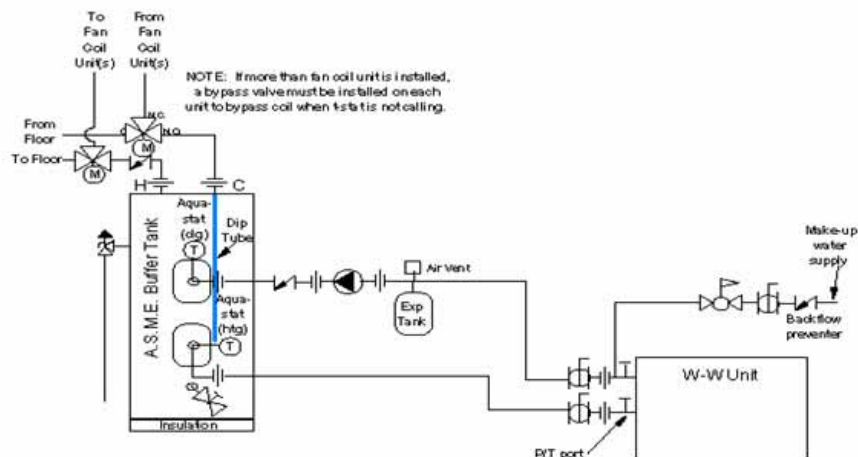 To
Fan
Coil
Unit(s)
From
Fan
Coil
Unit(s)
NOTE: If more than fan coil unit is installed,
a bypass valve must be installed on each
unit to bypass coil when t-stat is not calling.
N.C.
From
Floor
C
N.O.
To Floor
M
M
H
C
Aqua-
stat
(clg)
Dip
Tube
T
A.S.M.E. Buffer Tank
Aqua-
stat
(htg)
T
Insulation
Air Vent
Exp
Tank
Make-up
water
supply
Backflow
preventer
W-W Unit
P/T port